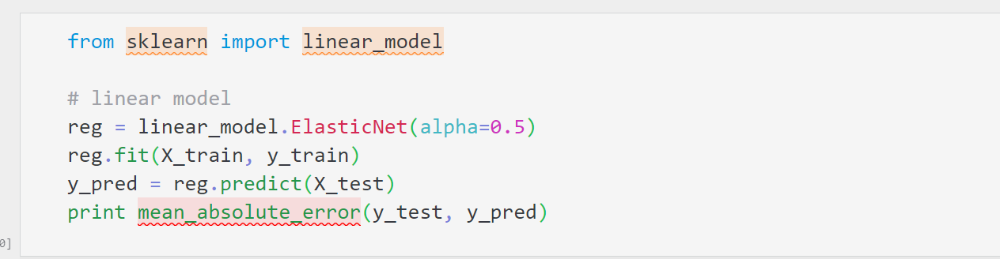 from sklearn import linear_model
# linear model
reg = linear_model.ElasticNet(alpha=0.5)
reg.fit(X_train, y_train)
y_pred = reg.predict(X_test)
print mean_absolute_error(y_test, y_pred)
0]